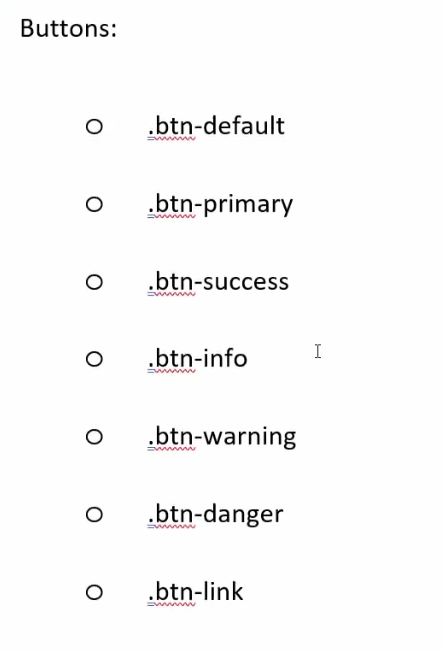 Buttons:
.btn-default
.btn-primary
.btn-success
.btn-info
.btn-warning
.btn-danger
.btn-link